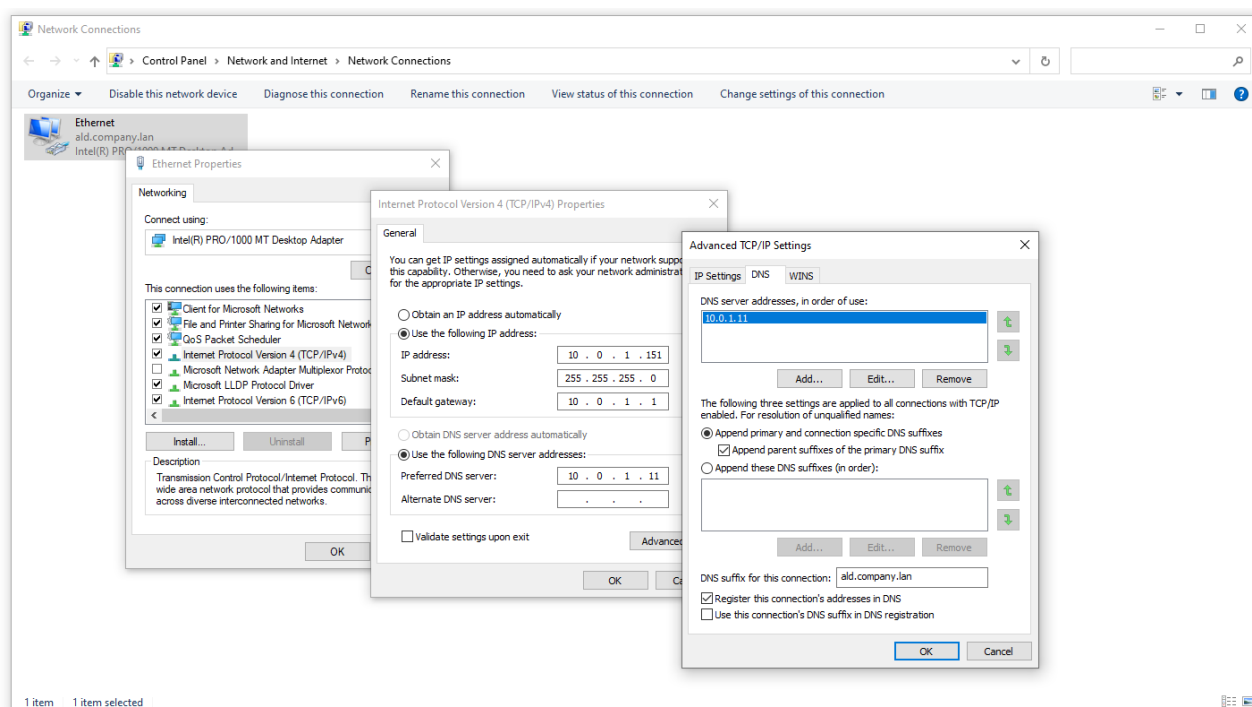 Network Connections
Control Panel > Network and Internet > Network Connections
Organize Disable this network device Diagnose this connection Rename this connection View status of this connection Change settings of this connection
Ethernet
ald.company.lan
Intel(R) PRO/1000 MT Desktop Ad
Ethernet Properties
Networking
Connect using:
Intel(R) PRO/1000 MT Desktop Adapter
C
This connection uses the following items:
Client for Microsoft Networks
File and Printer Sharing for Microsoft Network
QoS Packet Scheduler
Internet Protocol Version 4 (TCP/IPv4)
Microsoft Network Adapter Multiplexor Protoc
Microsoft LLDP Protocol Driver
Internet Protocol Version 6 (TCP/IPv6)
Install... Uninstall P
Description
Transmission Control Protocol/Internet Protocol. Th
wide area network protocol that provides communic
across diverse interconnected networks.
OK
Internet Protocol Version 4 (TCP/IPv4) Properties
General
You can get IP settings assigned automatically if your network suppo
this capability. Otherwise, you need to ask your network administrat
for the appropriate IP settings.
Obtain an IP address automatically
Use the following IP address:
IP address: 10 . 0 . 1 . 151
Subnet mask: 255 . 255 . 255 . 0
Default gateway: 10 . 0 . 1 . 1
Obtain DNS server address automatically
Use the following DNS server addresses:
Preferred DNS server: 10 . 0 . 1 . 11
Alternate DNS server: . . .
Validate settings upon exit
Advanced
OK Ca
Advanced TCP/IP Settings
IP Settings DNS WINS
DNS server addresses, in order of use:
10.0.1.11
Add... Edit... Remove
The following three settings are applied to all connections with TCP/IP
enabled. For resolution of unqualified names:
Append primary and connection specific DNS suffixes
Append parent suffixes of the primary DNS suffix
Append these DNS suffixes (in order):
Add... Edit... Remove
DNS suffix for this connection: ald.company.lan
Register this connection's addresses in DNS
Use this connection's DNS suffix in DNS registration
OK Cancel
1 item 1 item selected